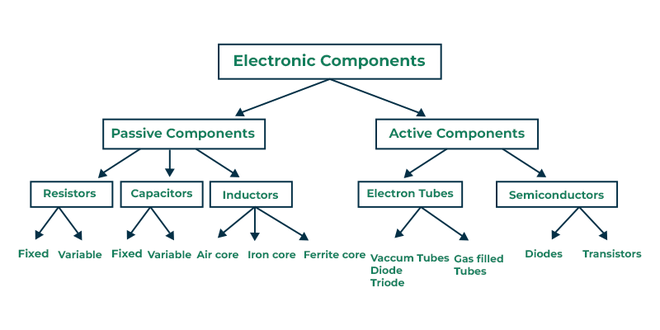 Electronic Components
Passive Components
Active Components
Resistors
Capacitors
Inductors
Electron Tubes
Semiconductors
Fixed
Variable
Fixed
Variable
Air core
Iron core
Ferrite core
Vaccum Tubes
Diode
Triode
Gas filled
Tubes
Diodes
Transistors